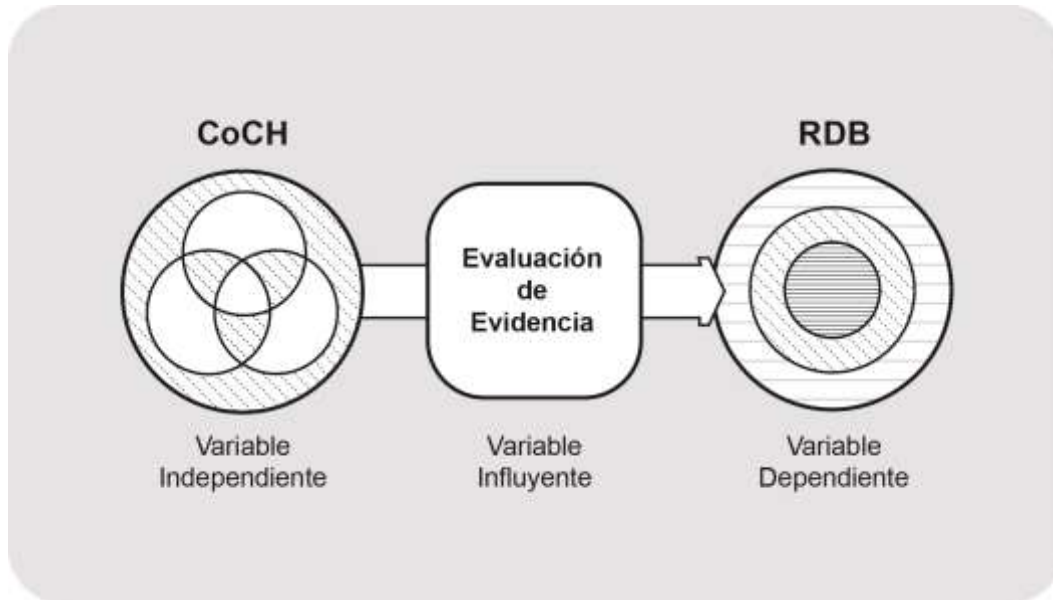 CoCH
RDB
Evaluación
de
Evidencia
Variable
Independiente
Variable
Influyente
Variable
Dependiente